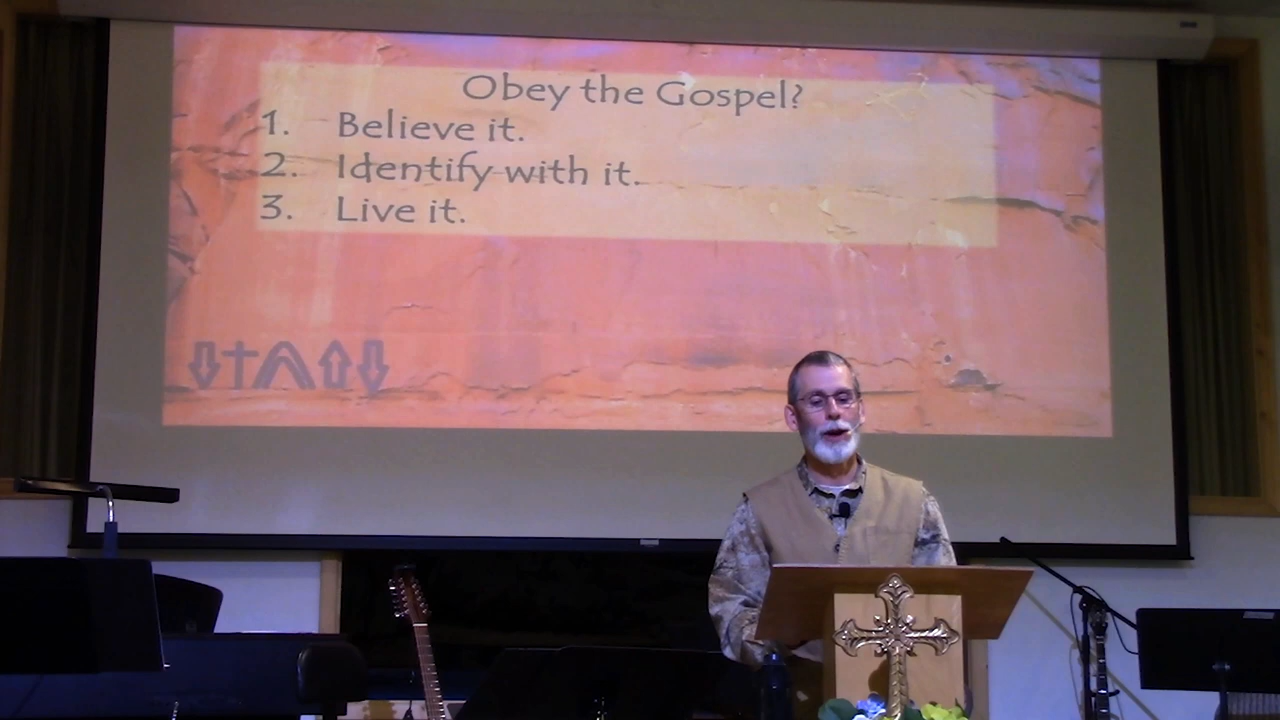 Obey the Gospel?
1. Believe it.
2. Identify with it.
3. Live it.